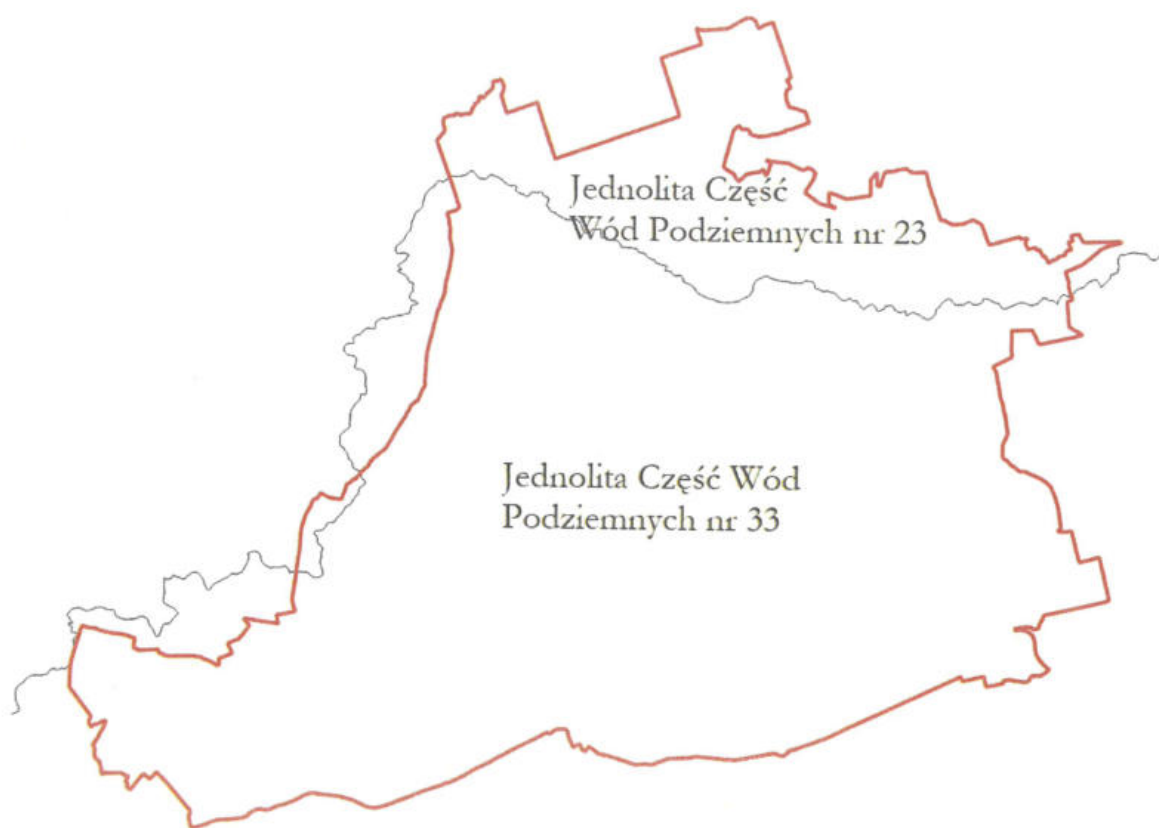 Jednolita Część
Wód Podziemnych nr 23
Jednolita Część Wód
Podziemnych nr 33